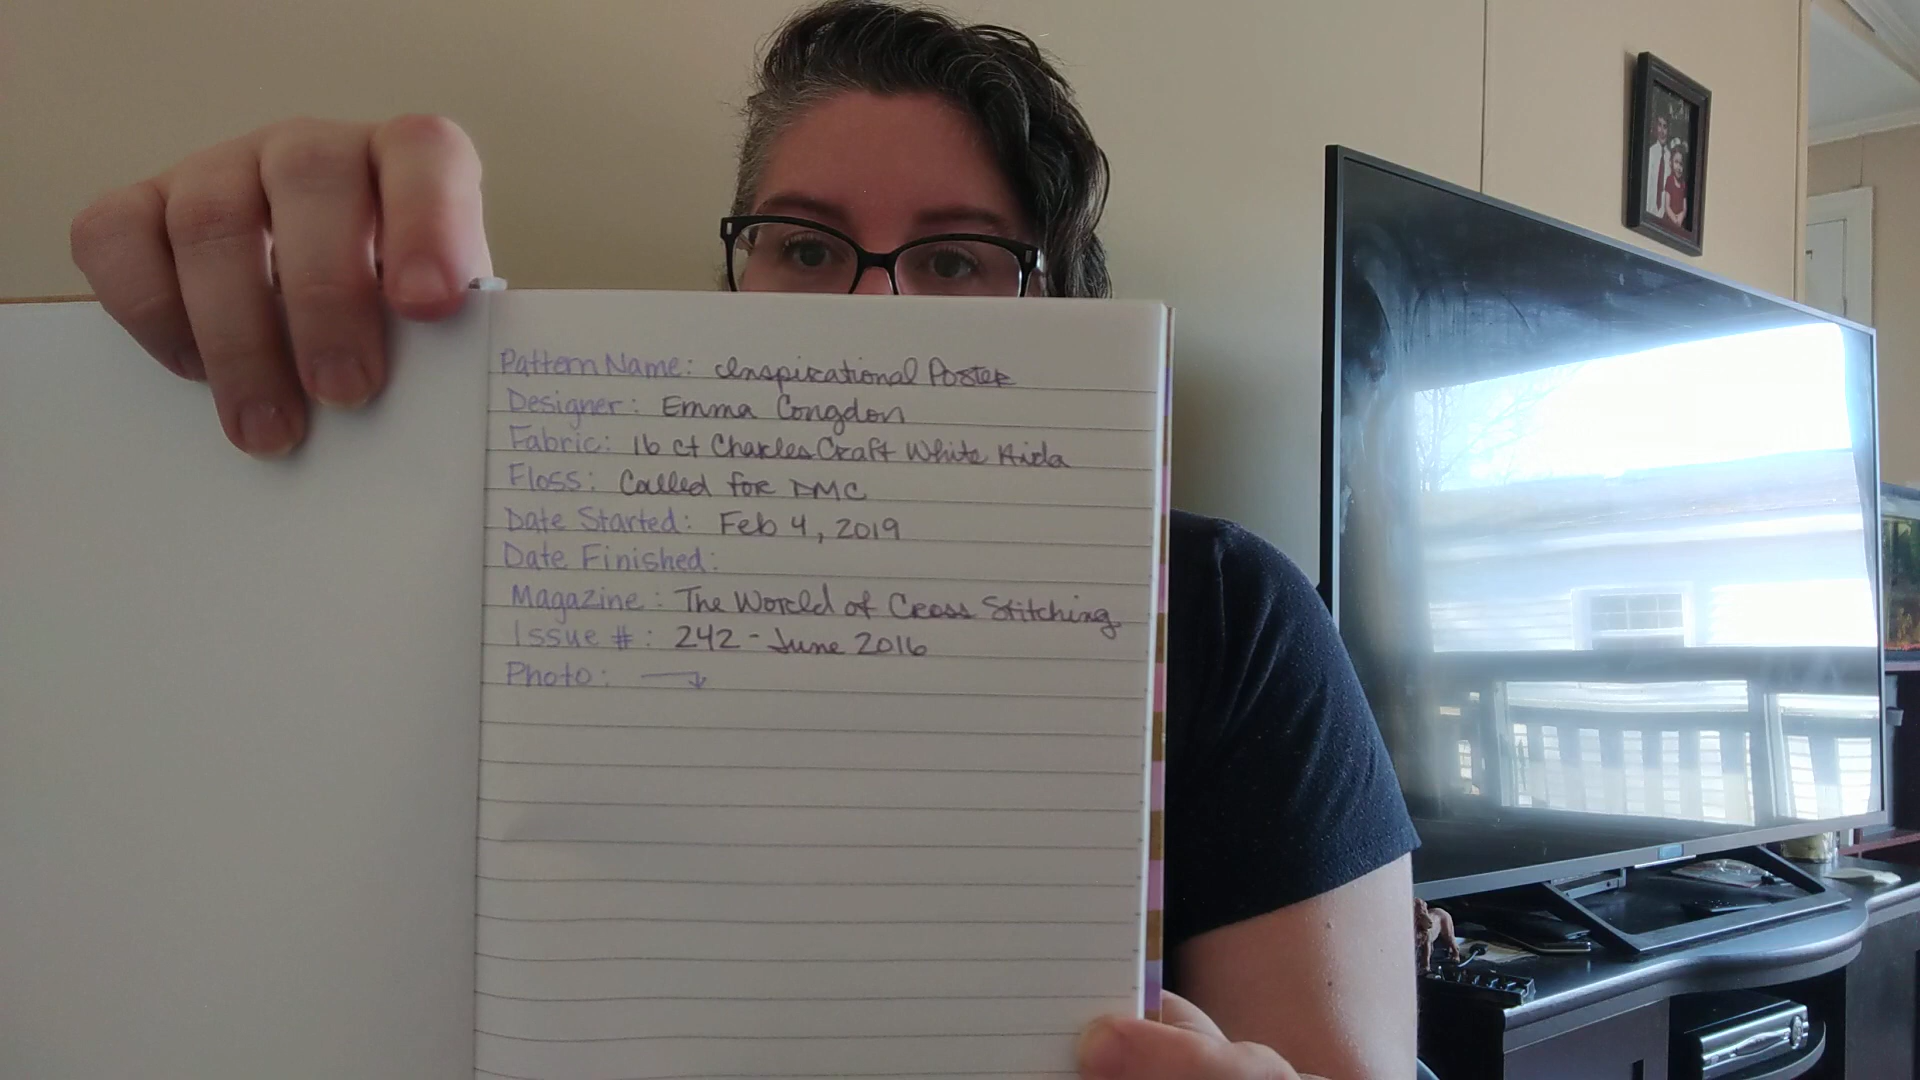 Pattern Name: Inspirational Poster
Designer: Emma Congdon
Fabric: 16 ct Charles Craft White Aida
Floss: Called for DMC
Date Started: Feb 4, 2019
Date Finished:
Magazine: The World of Cross Stitching
Issue #: 242 - June 2016
Photo: →